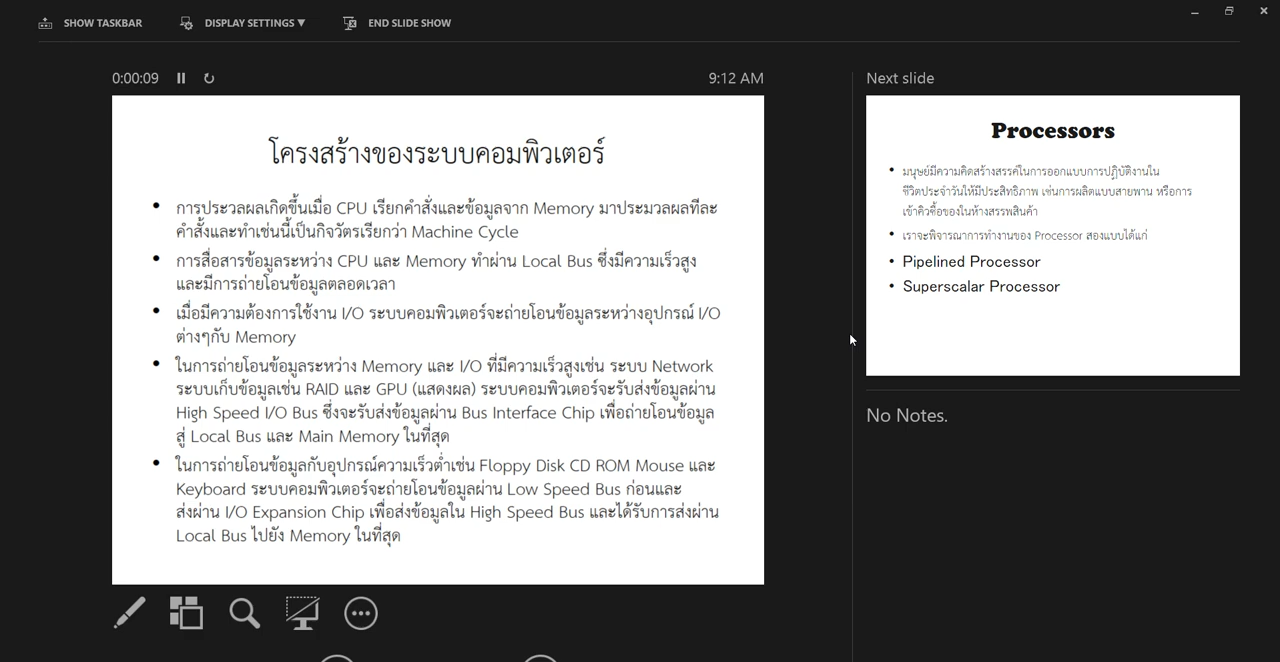 SHOW TASKBAR
DISPLAY SETTINGS ▼
END SLIDE SHOW
0:00:09
9:12 AM
โครงสร้างของระบบคอมพิวเตอร์
• การประวลผลเกิดขึ้นเมื่อ CPU เรียกคำสั่งและข้อมูลจาก Memory มาประมวลผลทีละ
คำสั้งและทำเช่นนี้เป็นกิจวัตรเรียกว่า Machine Cycle
• การสื่อสารข้อมูลระหว่าง CPU และ Memory ทำผ่าน Local Bus ซึ่งมีความเร็วสูง
และมีการถ่ายโอนข้อมูลตลอดเวลา
• เมื่อมีความต้องการใช้งาน I/O ระบบคอมพิวเตอร์จะถ่ายโอนข้อมูลระหว่างอุปกรณ์ I/O
ต่างๆกับ Memory
• ในการถ่ายโอนข้อมูลระหว่าง Memory และ I/O ที่มีความเร็วสูงเช่น ระบบ Network
ระบบเก็บข้อมูลเช่น RAID และ GPU (แสดงผล) ระบบคอมพิวเตอร์จะรับส่งข้อมูลผ่าน
High Speed I/O Bus ซึ่งจะรับส่งข้อมูลผ่าน Bus Interface Chip เพื่อถ่ายโอนข้อมูล
สู่ Local Bus และ Main Memory ในที่สุด
• ในการถ่ายโอนข้อมูลกับอุปกรณ์ความเร็วต่ำเช่น Floppy Disk CD ROM Mouse และ
Keyboard ระบบคอมพิวเตอร์จะถ่ายโอนข้อมูลผ่าน Low Speed Bus ก่อนและ
ส่งผ่าน I/O Expansion Chip เพื่อส่งข้อมูลใน High Speed Bus และได้รับการส่งผ่าน
Local Bus ไปยัง Memory ในที่สุด
Next slide
Processors
• มนุษย์มีความคิดสร้างสรรค์ในการออกแบบการปฏิบัติงานใน
ชีวิตประจำวันให้มีประสิทธิภาพ เช่นการผลิตแบบสายพาน หรือการ
เข้าคิวซื้อของในห้างสรรพสินค้า
• เราจะพิจารณาการทำงานของ Processor สองแบบได้แก่
• Pipelined Processor
• Superscalar Processor
No Notes.